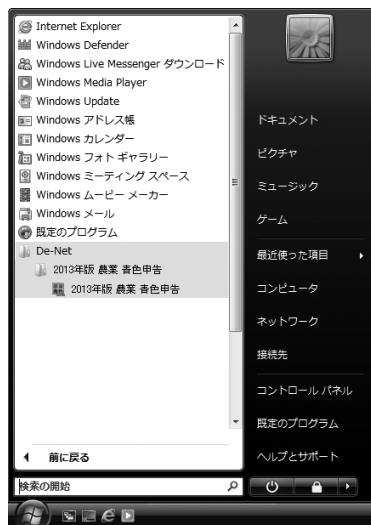 Internet Explorer
Windows Defender
Windows Live Messenger ダウンロード
Windows Media Player
Windows Update
Windows アドレス帳
Windows カレンダー
Windows フォト ギャラリー
Windows ミーティング スペース
Windows ムービー メーカー
Windows メール
既定のプログラム
De-Net
2013年版 農業 青色申告
2013年版 農業 青色申告
前に戻る
検索の開始
ドキュメント
ピクチャ
ミュージック
ゲーム
最近使った項目
コンピュータ
ネットワーク
接続先
コントロール パネル
既定のプログラム
ヘルプとサポート